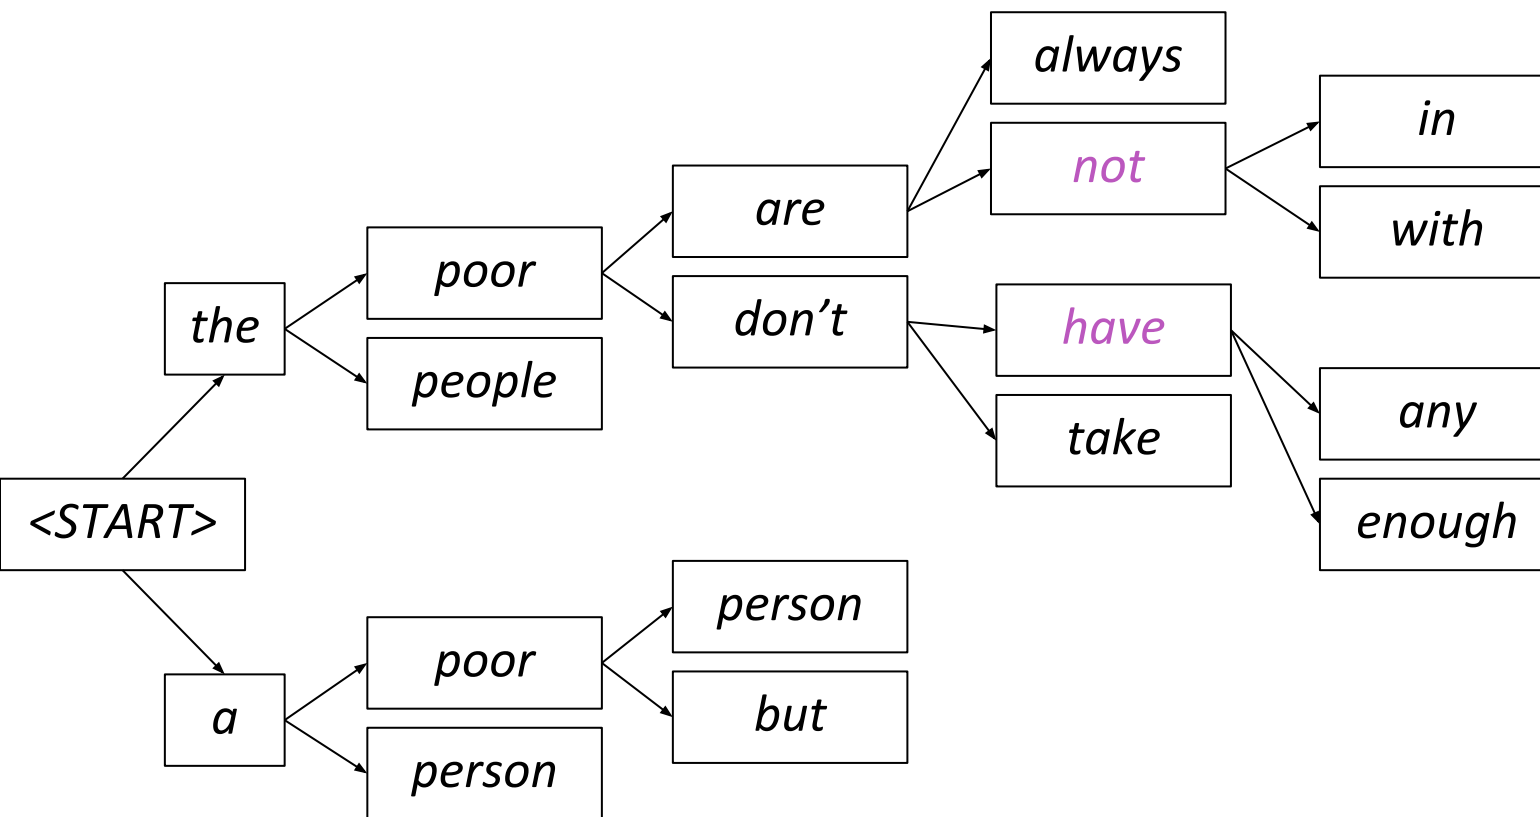 always
in
not
are
with
poor
the
don’t
have
people
any
take
<START>
enough
person
poor
but
a
person